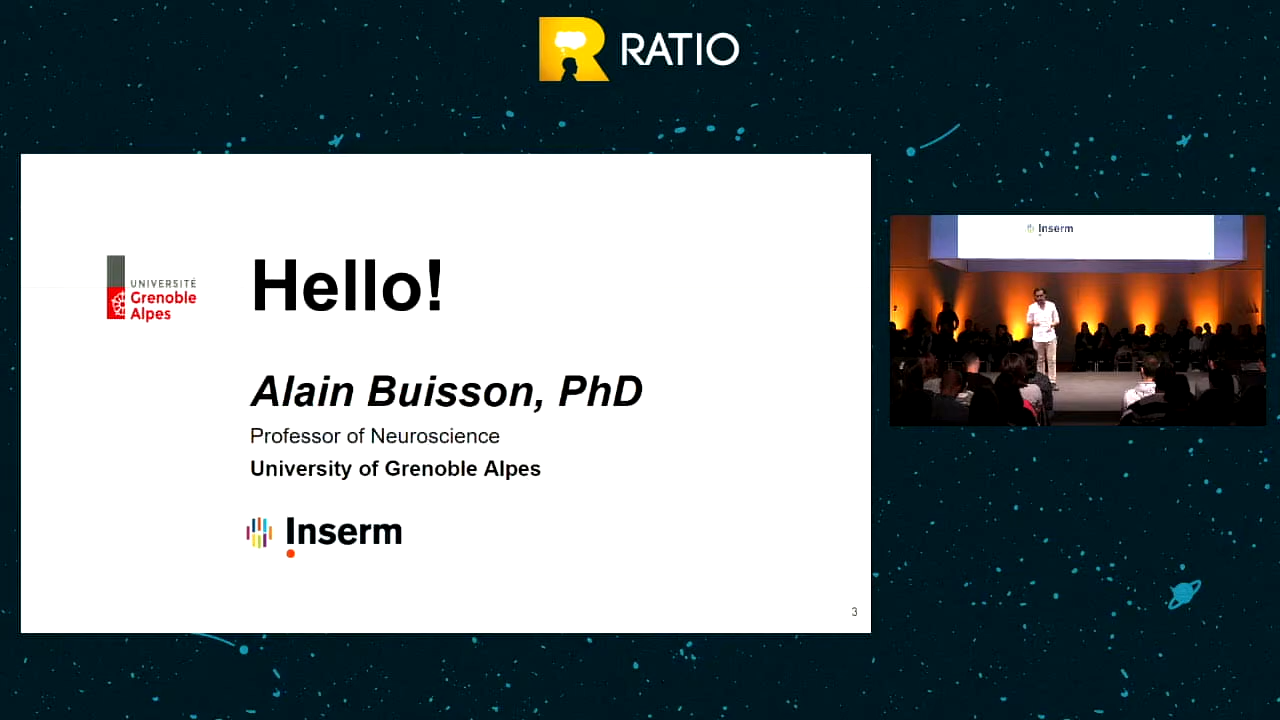 RATIO
UNIVERSITÉ
Grenoble
Alpes
Hello!
Alain Buisson, PhD
Professor of Neuroscience
University of Grenoble Alpes
Inserm
3
Inserm